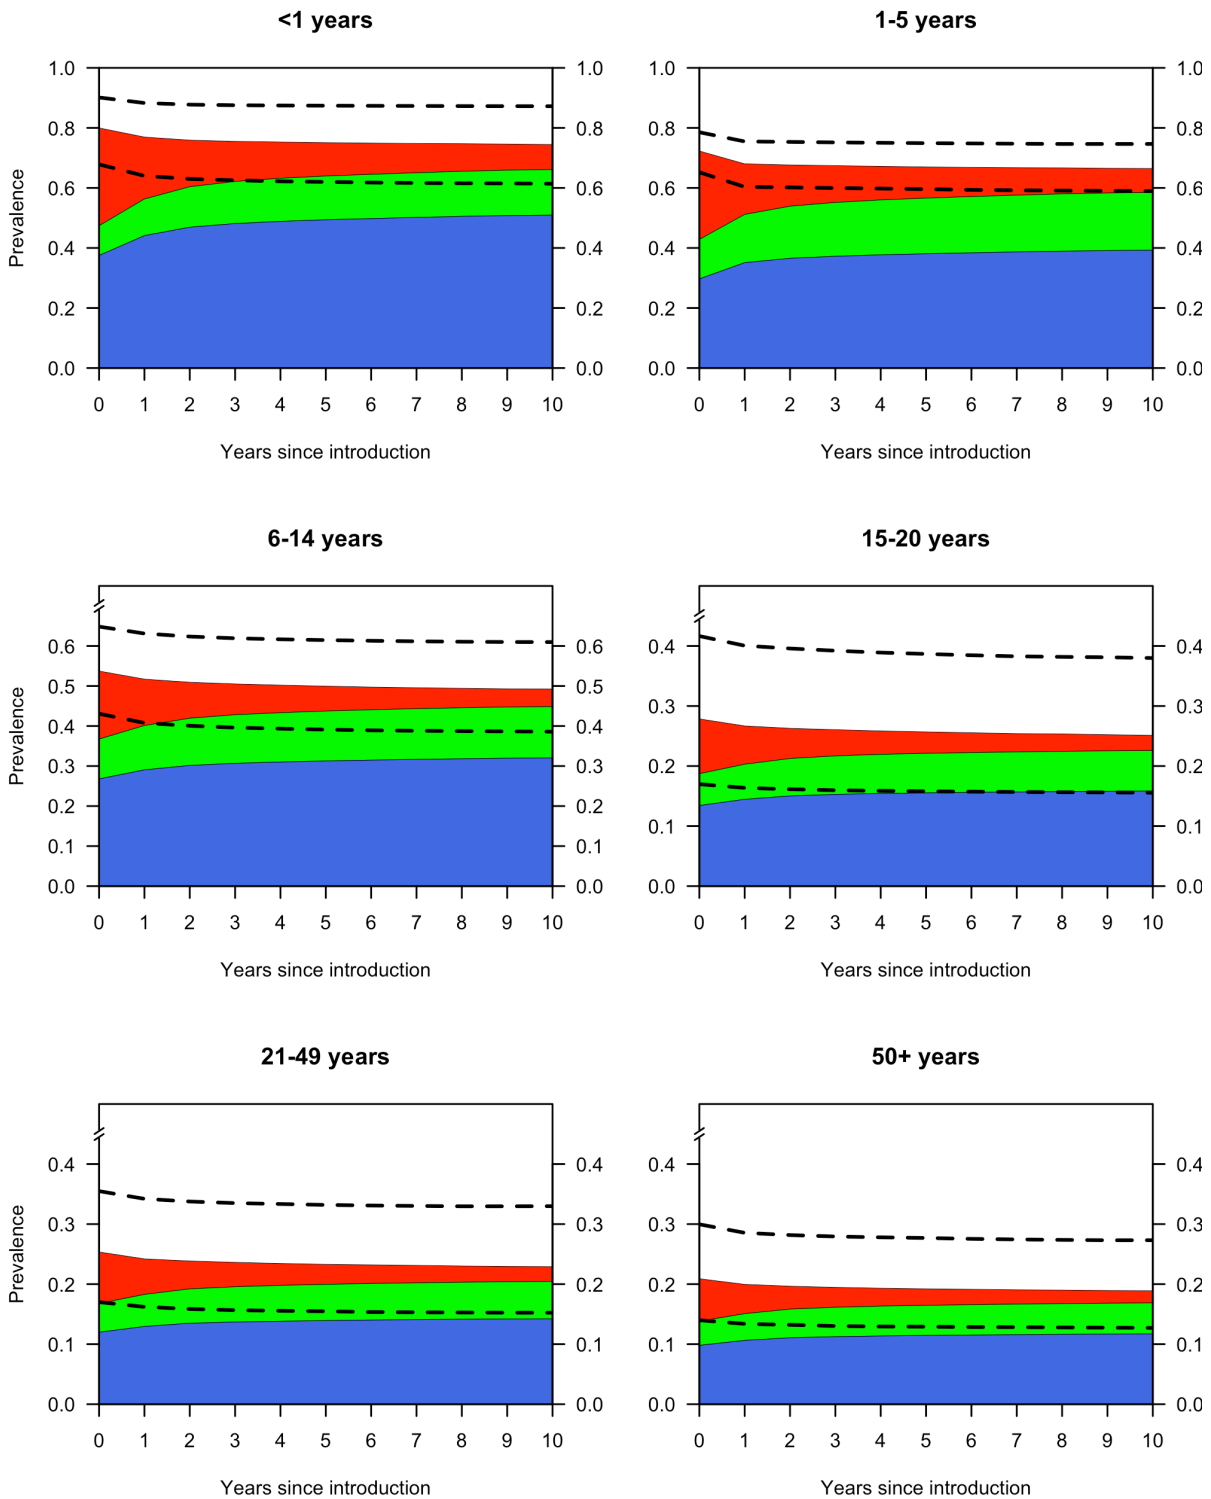 <1 years
1-5 years
1.0 1.0 1.0 1.0
0.8 0.8 0.8 0.8
0.6 0.6 0.6 0.6
0.4 0.4 0.4 0.4
0.2 0.2 0.2 0.2
0.0 0.0 0.0 0.0
Prevalence
0 1 2 3 4 5 6 7 8 9 10
0 1 2 3 4 5 6 7 8 9 10
Years since introduction
Years since introduction
6-14 years
15-20 years
0.6 0.6 0.4 0.4
0.5 0.5
0.4 0.4 0.3 0.3
0.3 0.3 0.2 0.2
0.2 0.2
0.1 0.1 0.1 0.1
0.0 0.0 0.0 0.0
Prevalence
0 1 2 3 4 5 6 7 8 9 10
0 1 2 3 4 5 6 7 8 9 10
Years since introduction
Years since introduction
21-49 years
50+ years
0.4 0.4 0.4 0.4
0.3 0.3 0.3 0.3
0.2 0.2 0.2 0.2
0.1 0.1 0.1 0.1
0.0 0.0 0.0 0.0
Prevalence
0 1 2 3 4 5 6 7 8 9 10
0 1 2 3 4 5 6 7 8 9 10
Years since introduction
Years since introduction